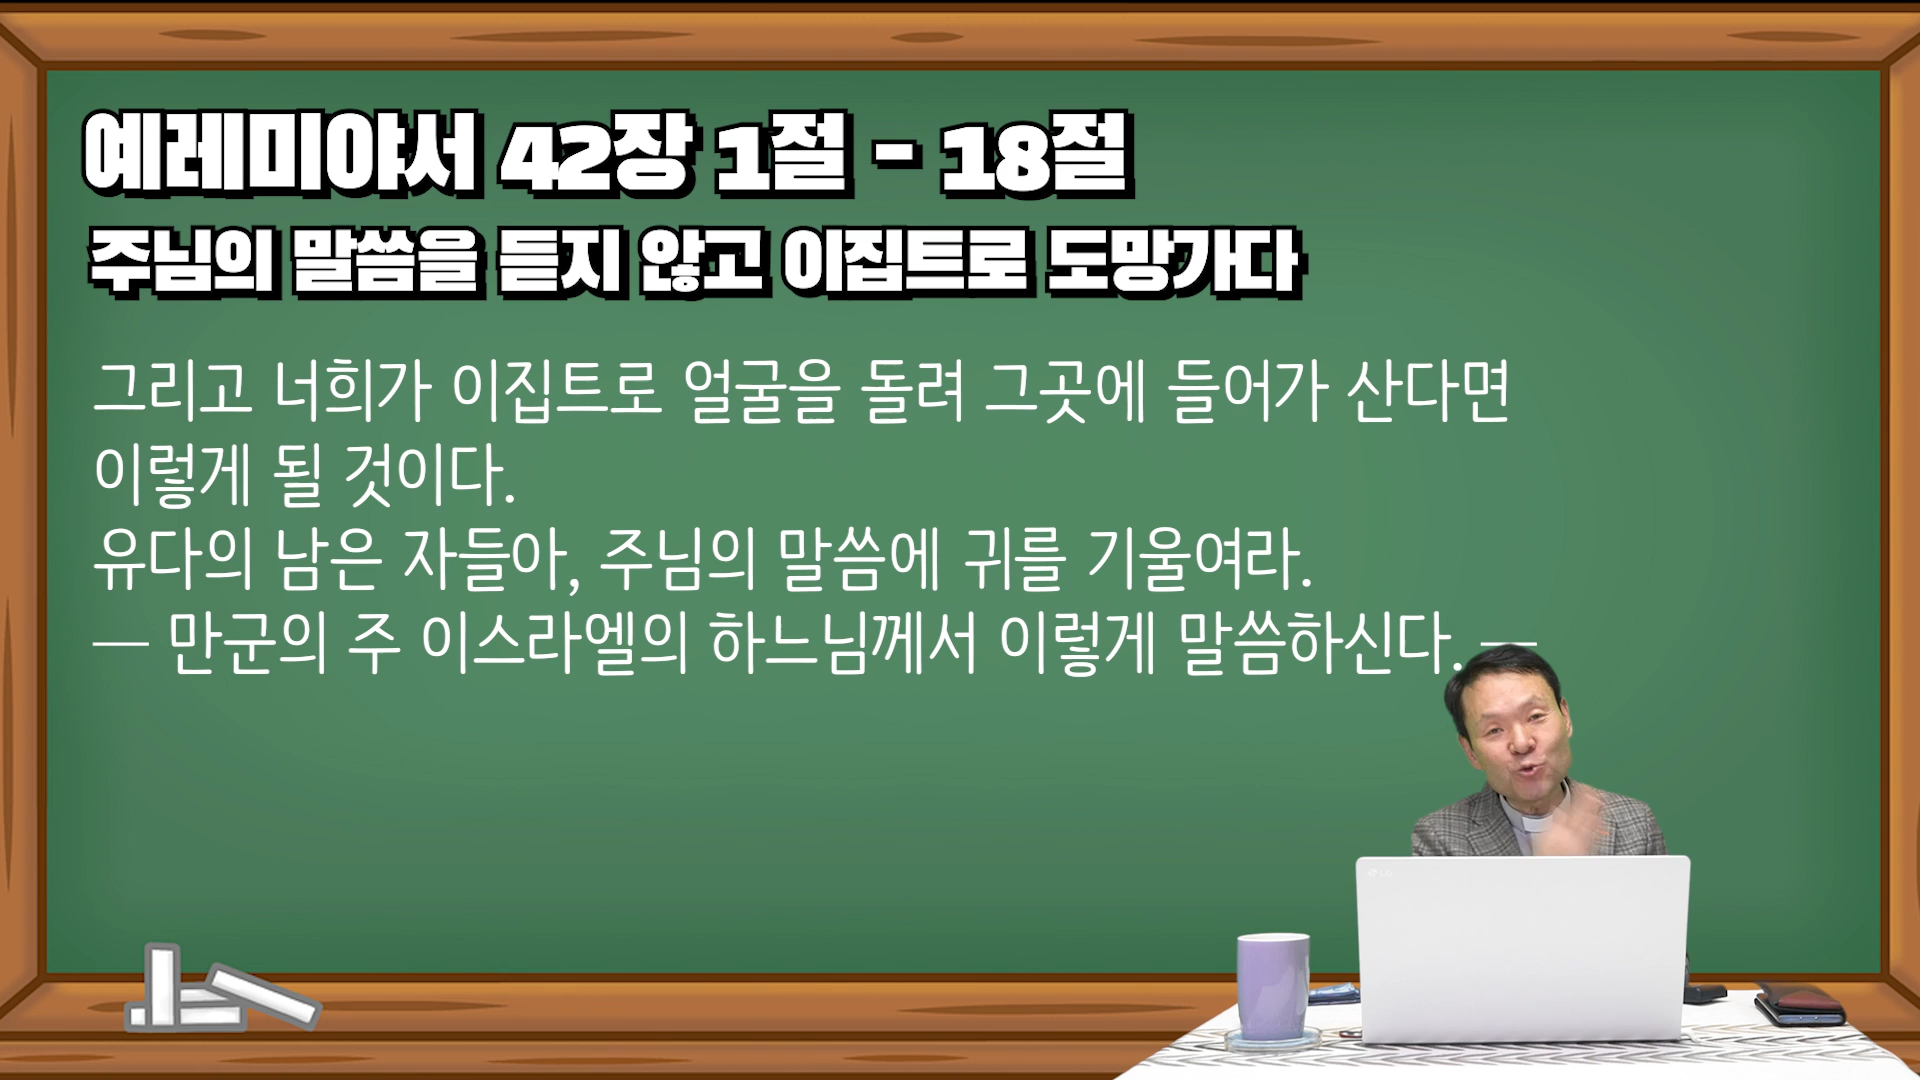 예레미야서 42장 1절 - 18절
주님의 말씀을 듣지 않고 이집트로 도망가다
그리고 너희가 이집트로 얼굴을 돌려 그곳에 들어가 산다면
이렇게 될 것이다.
유다의 남은 자들아, 주님의 말씀에 귀를 기울여라.
— 만군의 주 이스라엘의 하느님께서 이렇게 말씀하신다. —
LG